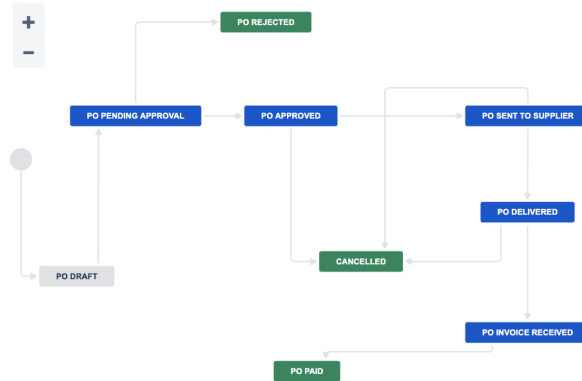 +
PO REJECTED
−
PO PENDING APPROVAL
PO APPROVED
PO SENT TO SUPPLIER
PO DELIVERED
CANCELLED
PO DRAFT
PO INVOICE RECEIVED
PO PAID